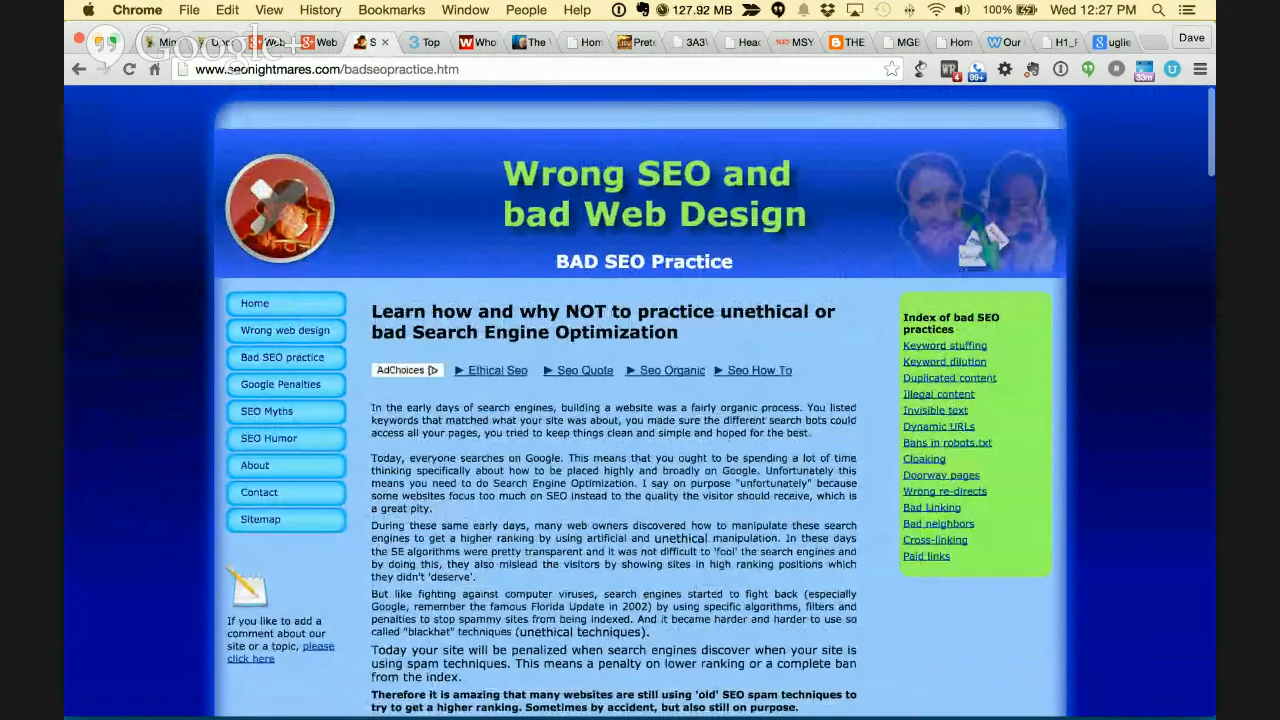 Chrome File Edit View History Bookmarks Window People Help 127.92 MB 100% Wed 12:27 PM
Google+
Web Web S Top Who The Hom Prete 3A3 Head MSY THE MGE Hom Our H1_F uglie Dave
www.seonightmares.com/badseopractice.htm
4 99+ 33m
Wrong SEO and
bad Web Design
BAD SEO Practice
Home
Wrong web design
Bad SEO practice
Google Penalties
SEO Myths
SEO Humor
About
Contact
Sitemap
If you like to add a
comment about our
site or a topic, please
click here
Learn how and why NOT to practice unethical or
bad Search Engine Optimization
AdChoices ► Ethical Seo ► Seo Quote ► Seo Organic ► Seo How To
In the early days of search engines, building a website was a fairly organic process. You listed
keywords that matched what your site was about, you made sure the different search bots could
access all your pages, you tried to keep things clean and simple and hoped for the best.
Today, everyone searches on Google. This means that you ought to be spending a lot of time
thinking specifically about how to be placed highly and broadly on Google. Unfortunately this
means you need to do Search Engine Optimization. I say on purpose "unfortunately" because
some websites focus too much on SEO instead to the quality the visitor should receive, which is
a great pity.
During these same early days, many web owners discovered how to manipulate these search
engines to get a higher ranking by using artificial and unethical manipulation. In these days
the SE algorithms were pretty transparent and it was not difficult to 'fool' the search engines and
by doing this, they also mislead the visitors by showing sites in high ranking positions which
they didn't 'deserve'.
But like fighting against computer viruses, search engines started to fight back (especially
Google, remember the famous Florida Update in 2002) by using specific algorithms, filters and
penalties to stop spammy sites from being indexed. And it became harder and harder to use so
called "blackhat" techniques (unethical techniques).
Today your site will be penalized when search engines discover when your site is
using spam techniques. This means a penalty on lower ranking or a complete ban
from the index.
Therefore it is amazing that many websites are still using 'old' SEO spam techniques to
try to get a higher ranking. Sometimes by accident, but also still on purpose.
Index of bad SEO
practices
Keyword stuffing
Keyword dilution
Duplicated content
Illegal content
Invisible text
Dynamic URLs
Bans in robots.txt
Cloaking
Doorway pages
Wrong re-directs
Bad Linking
Bad neighbors
Cross-linking
Paid links